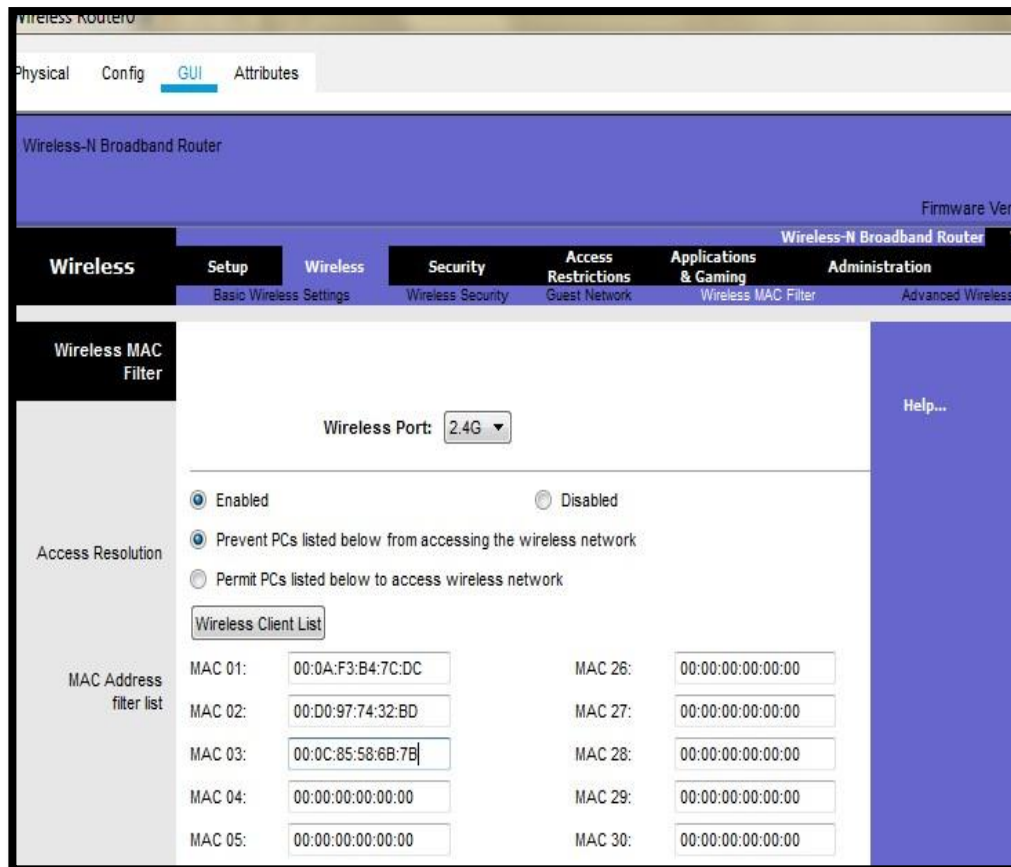 Wireless Router0
Physical Config GUI Attributes
Wireless-N Broadband Router
Firmware Ver
Wireless-N Broadband Router
Wireless Setup Wireless Security Access Restrictions Applications & Gaming Administration
Basic Wireless Settings Wireless Security Guest Network Wireless MAC Filter Advanced Wireless
Wireless MAC
Filter
Help...
Wireless Port: 2.4G
Enabled Disabled
Access Resolution
Prevent PCs listed below from accessing the wireless network
Permit PCs listed below to access wireless network
Wireless Client List
MAC Address
filter list
MAC 01: 00:0A:F3:B4:7C:DC MAC 26: 00:00:00:00:00:00
MAC 02: 00:D0:97:74:32:BD MAC 27: 00:00:00:00:00:00
MAC 03: 00:0C:85:58:6B:7B MAC 28: 00:00:00:00:00:00
MAC 04: 00:00:00:00:00:00 MAC 29: 00:00:00:00:00:00
MAC 05: 00:00:00:00:00:00 MAC 30: 00:00:00:00:00:00